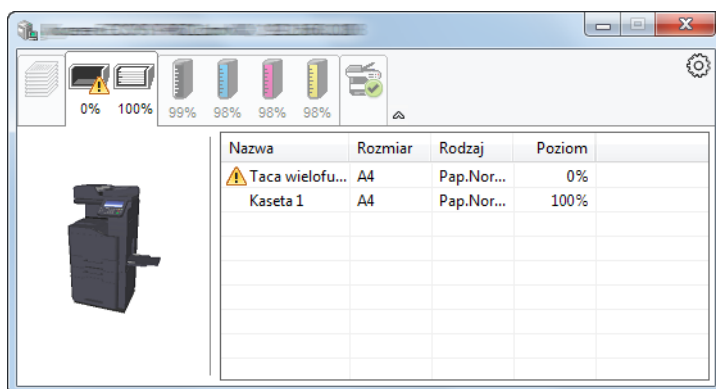 0% 100% 99% 98% 98% 98%
Nazwa Rozmiar Rodzaj Poziom
Taca wielofu... A4 Pap.Nor... 0%
Kaseta 1 A4 Pap.Nor... 100%